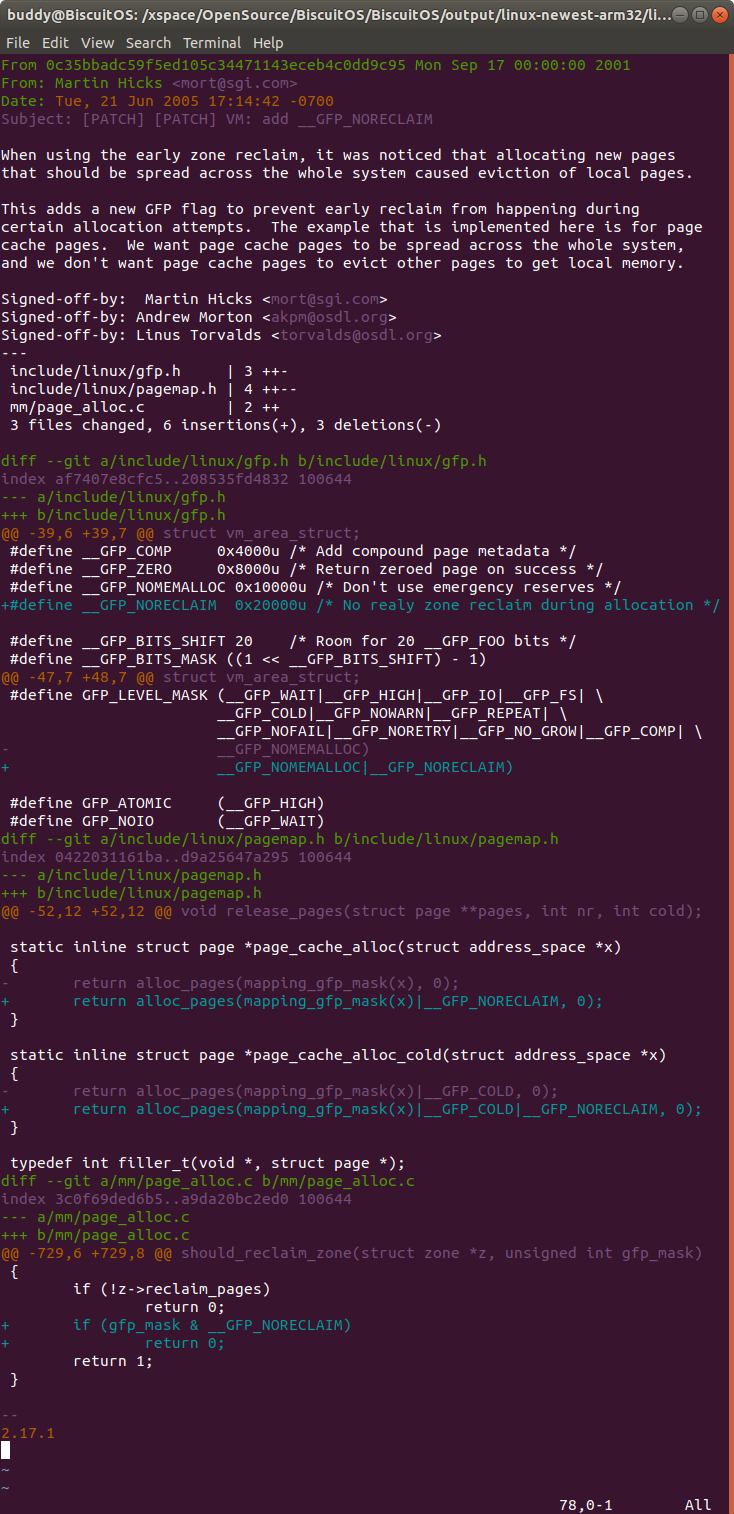 buddy@BiscuitOS: /xspace/OpenSource/BiscuitOS/BiscuitOS/output/linux-newest-arm32/li...
File Edit View Search Terminal Help
From 0c35bbadc59f5ed105c34471143eceb4c0dd9c95 Mon Sep 17 00:00:00 2001
From: Martin Hicks <mort@sgi.com>
Date: Tue, 21 Jun 2005 17:14:42 -0700
Subject: [PATCH] [PATCH] VM: add __GFP_NORECLAIM

When using the early zone reclaim, it was noticed that allocating new pages
that should be spread across the whole system caused eviction of local pages.

This adds a new GFP flag to prevent early reclaim from happening during
certain allocation attempts.  The example that is implemented here is for page
cache pages.  We want page cache pages to be spread across the whole system,
and we don't want page cache pages to evict other pages to get local memory.

Signed-off-by:  Martin Hicks <mort@sgi.com>
Signed-off-by: Andrew Morton <akpm@osdl.org>
Signed-off-by: Linus Torvalds <torvalds@osdl.org>
---
 include/linux/gfp.h     | 3 ++-
 include/linux/pagemap.h | 4 ++--
 mm/page_alloc.c         | 2 ++
 3 files changed, 6 insertions(+), 3 deletions(-)

diff --git a/include/linux/gfp.h b/include/linux/gfp.h
index af7407e8cfc5..208535fd4832 100644
--- a/include/linux/gfp.h
+++ b/include/linux/gfp.h
@@ -39,6 +39,7 @@ struct vm_area_struct;
 #define __GFP_COMP     0x4000u /* Add compound page metadata */
 #define __GFP_ZERO     0x8000u /* Return zeroed page on success */
 #define __GFP_NOMEMALLOC 0x10000u /* Don't use emergency reserves */
+#define __GFP_NORECLAIM  0x20000u /* No realy zone reclaim during allocation */

 #define __GFP_BITS_SHIFT 20    /* Room for 20 __GFP_FOO bits */
 #define __GFP_BITS_MASK ((1 << __GFP_BITS_SHIFT) - 1)
@@ -47,7 +48,7 @@ struct vm_area_struct;
 #define GFP_LEVEL_MASK (__GFP_WAIT|__GFP_HIGH|__GFP_IO|__GFP_FS| \
                        __GFP_COLD|__GFP_NOWARN|__GFP_REPEAT| \
                        __GFP_NOFAIL|__GFP_NORETRY|__GFP_NO_GROW|__GFP_COMP| \
-                       __GFP_NOMEMALLOC)
+                       __GFP_NOMEMALLOC|__GFP_NORECLAIM)

 #define GFP_ATOMIC     (__GFP_HIGH)
 #define GFP_NOIO       (__GFP_WAIT)
diff --git a/include/linux/pagemap.h b/include/linux/pagemap.h
index 0422031161ba..d9a25647a295 100644
--- a/include/linux/pagemap.h
+++ b/include/linux/pagemap.h
@@ -52,12 +52,12 @@ void release_pages(struct page **pages, int nr, int cold);

 static inline struct page *page_cache_alloc(struct address_space *x)
 {
-       return alloc_pages(mapping_gfp_mask(x), 0);
+       return alloc_pages(mapping_gfp_mask(x)|__GFP_NORECLAIM, 0);
 }

 static inline struct page *page_cache_alloc_cold(struct address_space *x)
 {
-       return alloc_pages(mapping_gfp_mask(x)|__GFP_COLD, 0);
+       return alloc_pages(mapping_gfp_mask(x)|__GFP_COLD|__GFP_NORECLAIM, 0);
 }

 typedef int filler_t(void *, struct page *);
diff --git a/mm/page_alloc.c b/mm/page_alloc.c
index 3c0f69ded6b5..a9da20bc2ed0 100644
--- a/mm/page_alloc.c
+++ b/mm/page_alloc.c
@@ -729,6 +729,8 @@ should_reclaim_zone(struct zone *z, unsigned int gfp_mask)
 {
        if (!z->reclaim_pages)
                return 0;
+       if (gfp_mask & __GFP_NORECLAIM)
+               return 0;
        return 1;
 }

--
2.17.1

~
~
78,0-1        All